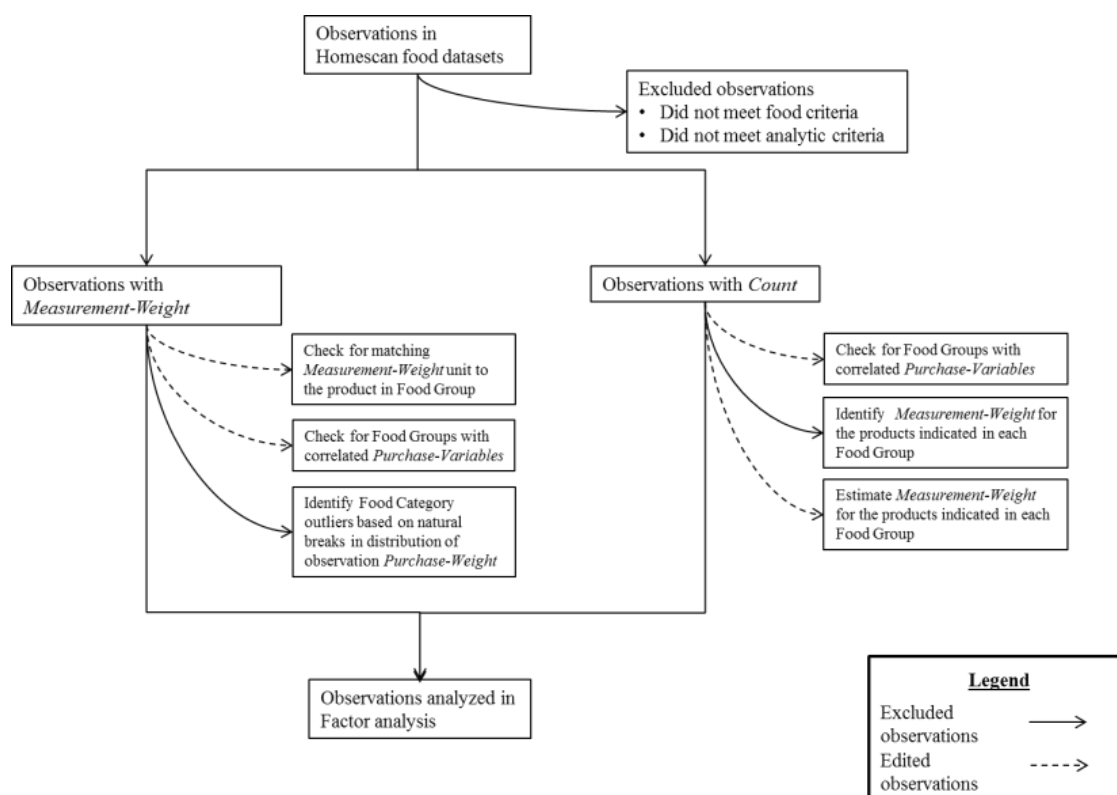 Observations in
Homescan food datasets
Excluded observations
• Did not meet food criteria
• Did not meet analytic criteria
Observations with
Measurement-Weight
Observations with Count
Check for matching
Measurement-Weight unit to
the product in Food Group
Check for Food Groups with
correlated Purchase-Variables
Identify Food Category
outliers based on natural
breaks in distribution of
observation Purchase-Weight
Check for Food Groups with
correlated Purchase-Variables
Identify Measurement-Weight for
the products indicated in each
Food Group
Estimate Measurement-Weight
for the products indicated in each
Food Group
Observations analyzed in
Factor analysis
Legend
Excluded
observations
Edited
observations